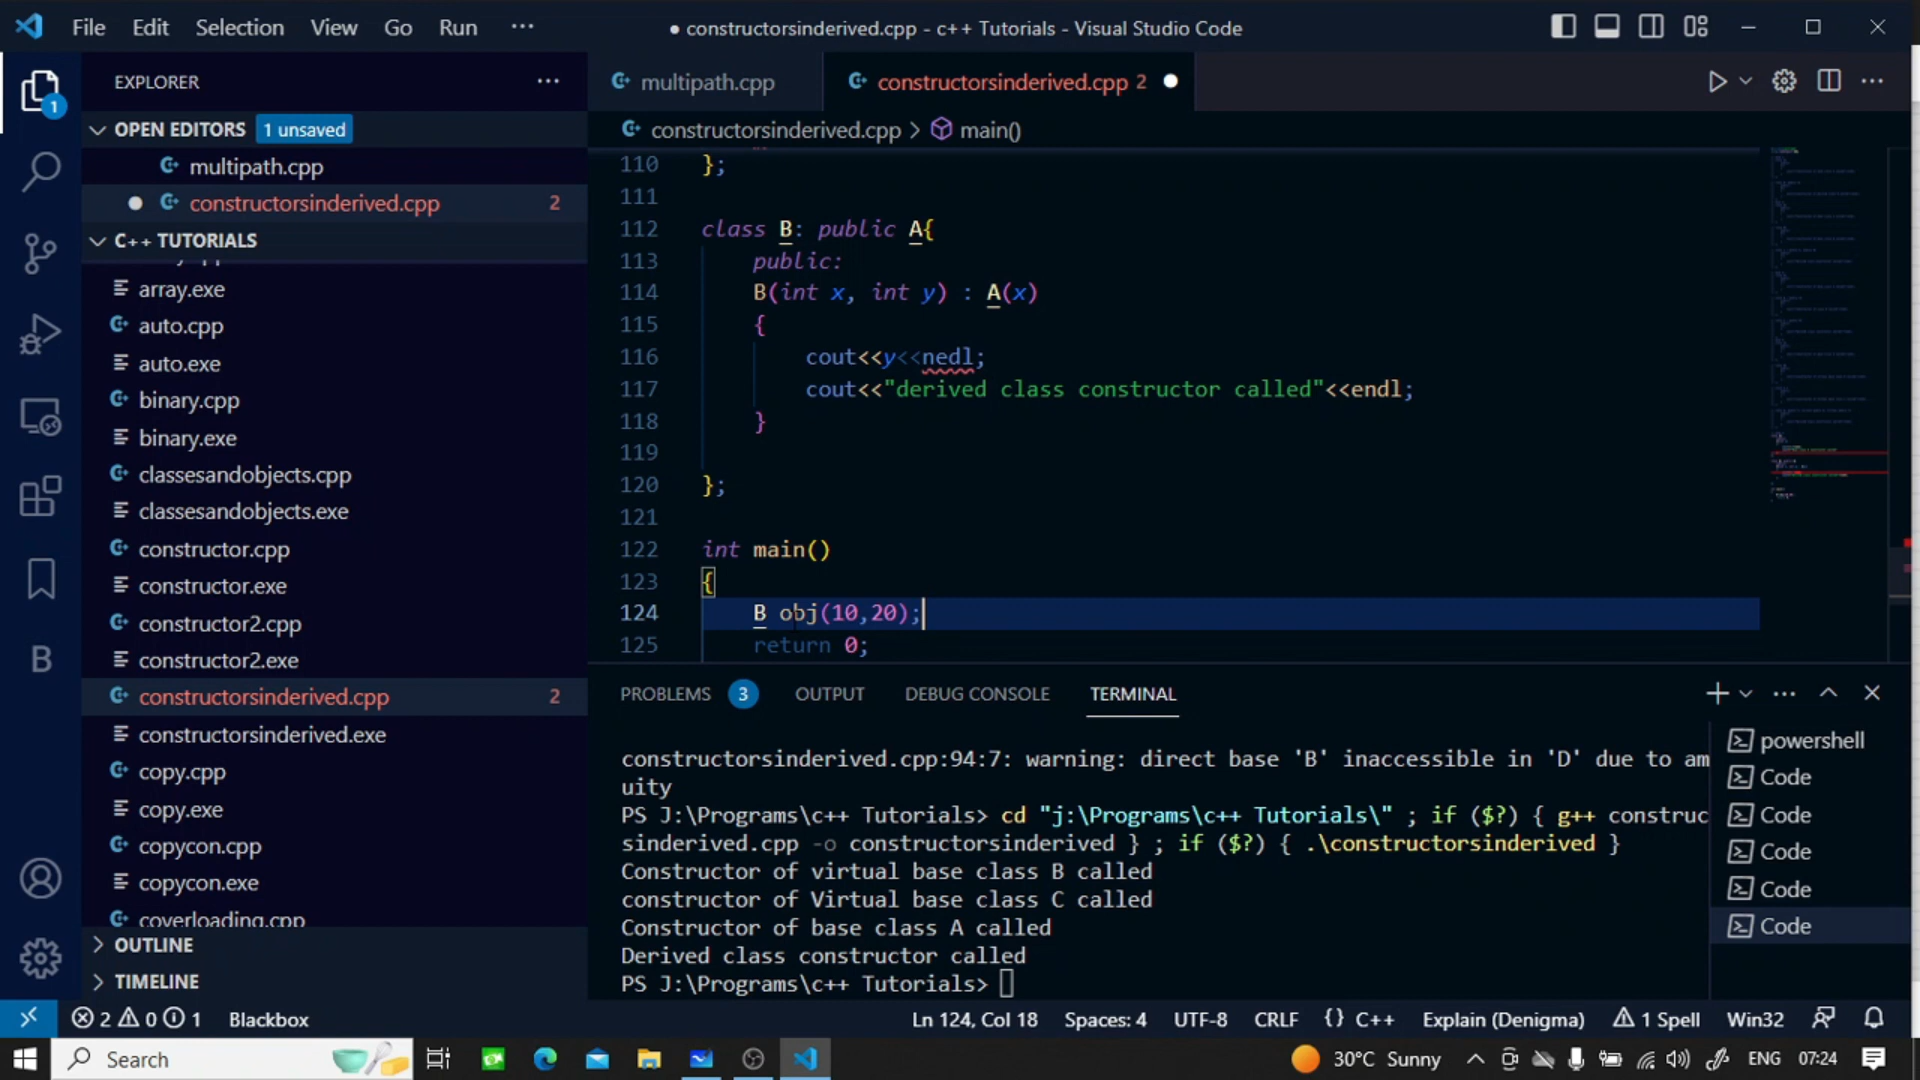 File Edit Selection View Go Run ···
● constructorsinderived.cpp - c++ Tutorials - Visual Studio Code
EXPLORER ···
OPEN EDITORS 1 unsaved
multipath.cpp
constructorsinderived.cpp 2
C++ TUTORIALS
array.exe
auto.cpp
auto.exe
binary.cpp
binary.exe
classesandobjects.cpp
classesandobjects.exe
constructor.cpp
constructor.exe
constructor2.cpp
constructor2.exe
constructorsinderived.cpp 2
constructorsinderived.exe
copy.cpp
copy.exe
copycon.cpp
copycon.exe
coverloading.cpp
OUTLINE
TIMELINE
1
B
multipath.cpp
constructorsinderived.cpp 2
constructorsinderived.cpp > main()
110 };
111
112 class B: public A{
113 public:
114 B(int x, int y) : A(x)
115 {
116 cout<<y<<nedl;
117 cout<<"derived class constructor called"<<endl;
118 }
119
120 };
121
122 int main()
123 {
124 B obj(10,20);
125 return 0;
PROBLEMS 3 OUTPUT DEBUG CONSOLE TERMINAL
constructorsinderived.cpp:94:7: warning: direct base 'B' inaccessible in 'D' due to am
uity
PS J:\Programs\c++ Tutorials> cd "j:\Programs\c++ Tutorials\" ; if ($?) { g++ construc
sinderived.cpp -o constructorsinderived } ; if ($?) { .\constructorsinderived }
Constructor of virtual base class B called
constructor of Virtual base class C called
Constructor of base class A called
Derived class constructor called
PS J:\Programs\c++ Tutorials>
powershell
Code
Code
Code
Code
Code
2 0 1 Blackbox
Ln 124, Col 18 Spaces: 4 UTF-8 CRLF {} C++ Explain (Denigma) 1 Spell Win32
Search
30°C Sunny ENG 07:24